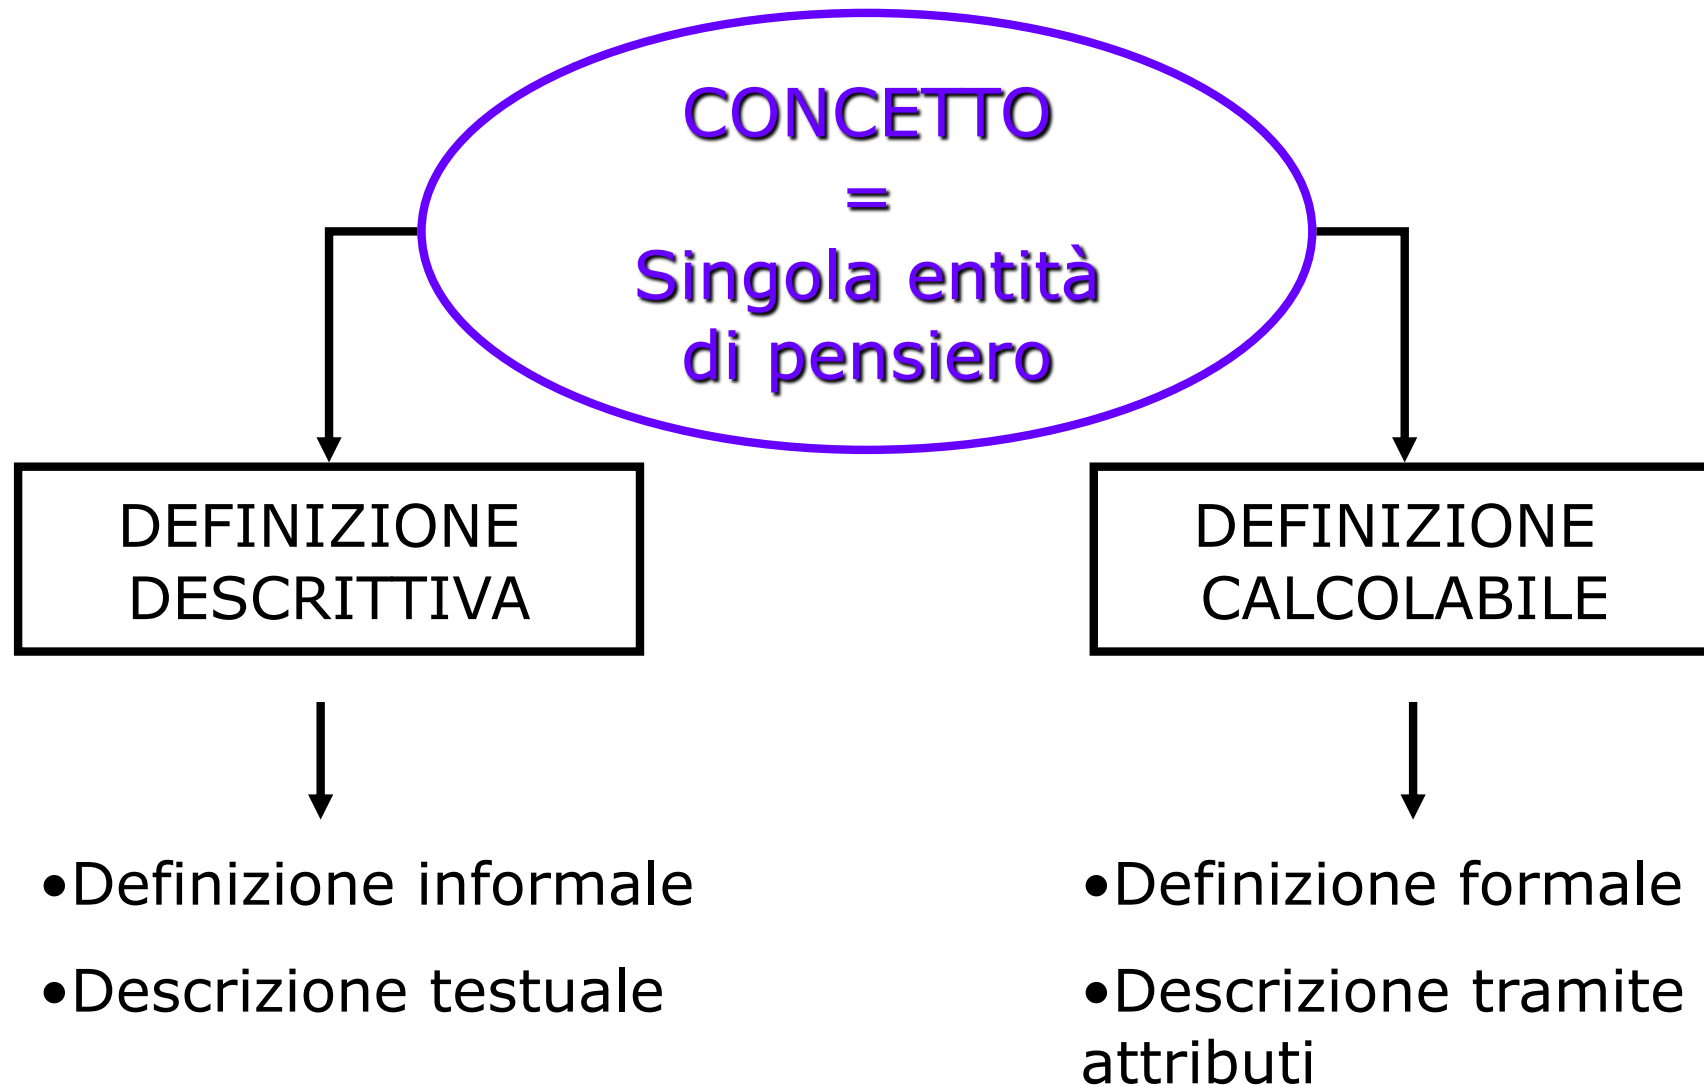 CONCETTO
=
Singola entità
di pensiero
DEFINIZIONE
DESCRITTIVA
•Definizione informale
•Descrizione testuale
DEFINIZIONE
CALCOLABILE
•Definizione formale
•Descrizione tramite
attributi